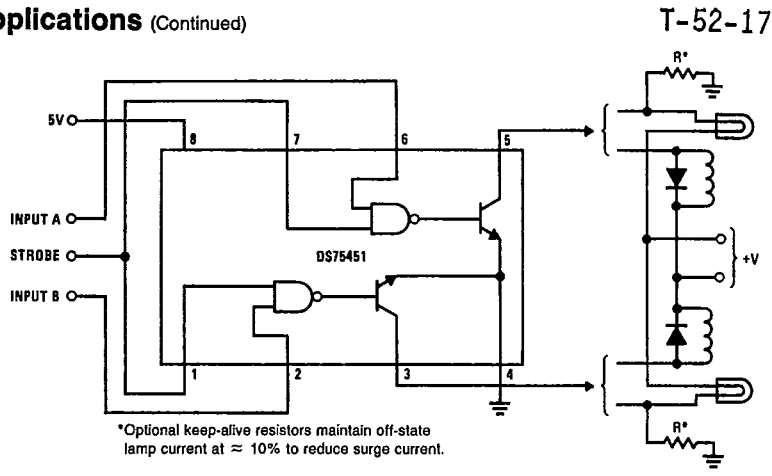 pplications (Continued)
T-52-17
R*
5V
8
7
6
5
INPUT A
STROBE
INPUT B
DS75451
+V
1
2
3
4
R*
*Optional keep-alive resistors maintain off-state
lamp current at ≈ 10% to reduce surge current.